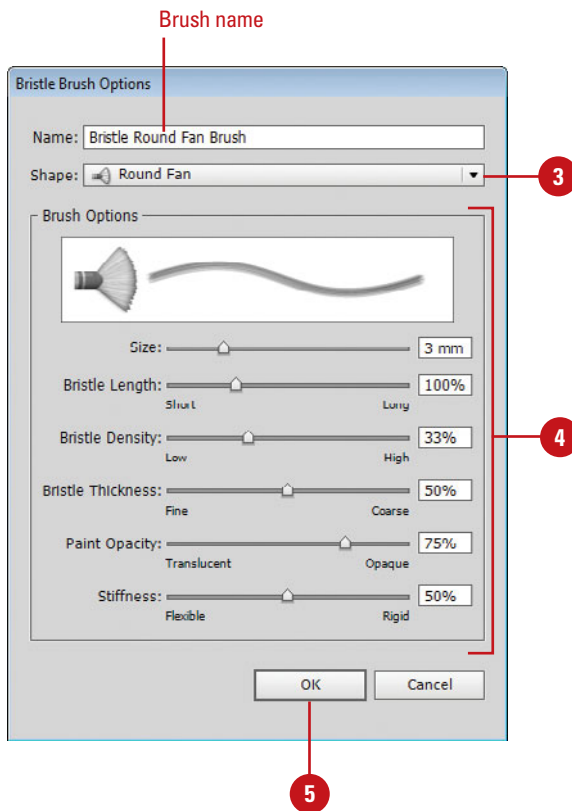 Brush name
Bristle Brush Options
Name: Bristle Round Fan Brush
Shape: Round Fan
3
Brush Options
Size: 3 mm
Bristle Length: 100%
Short Long
Bristle Density: 33%
Low High
4
Bristle Thickness: 50%
Fine Coarse
Paint Opacity: 75%
Translucent Opaque
Stiffness: 50%
Flexible Rigid
OK Cancel
5